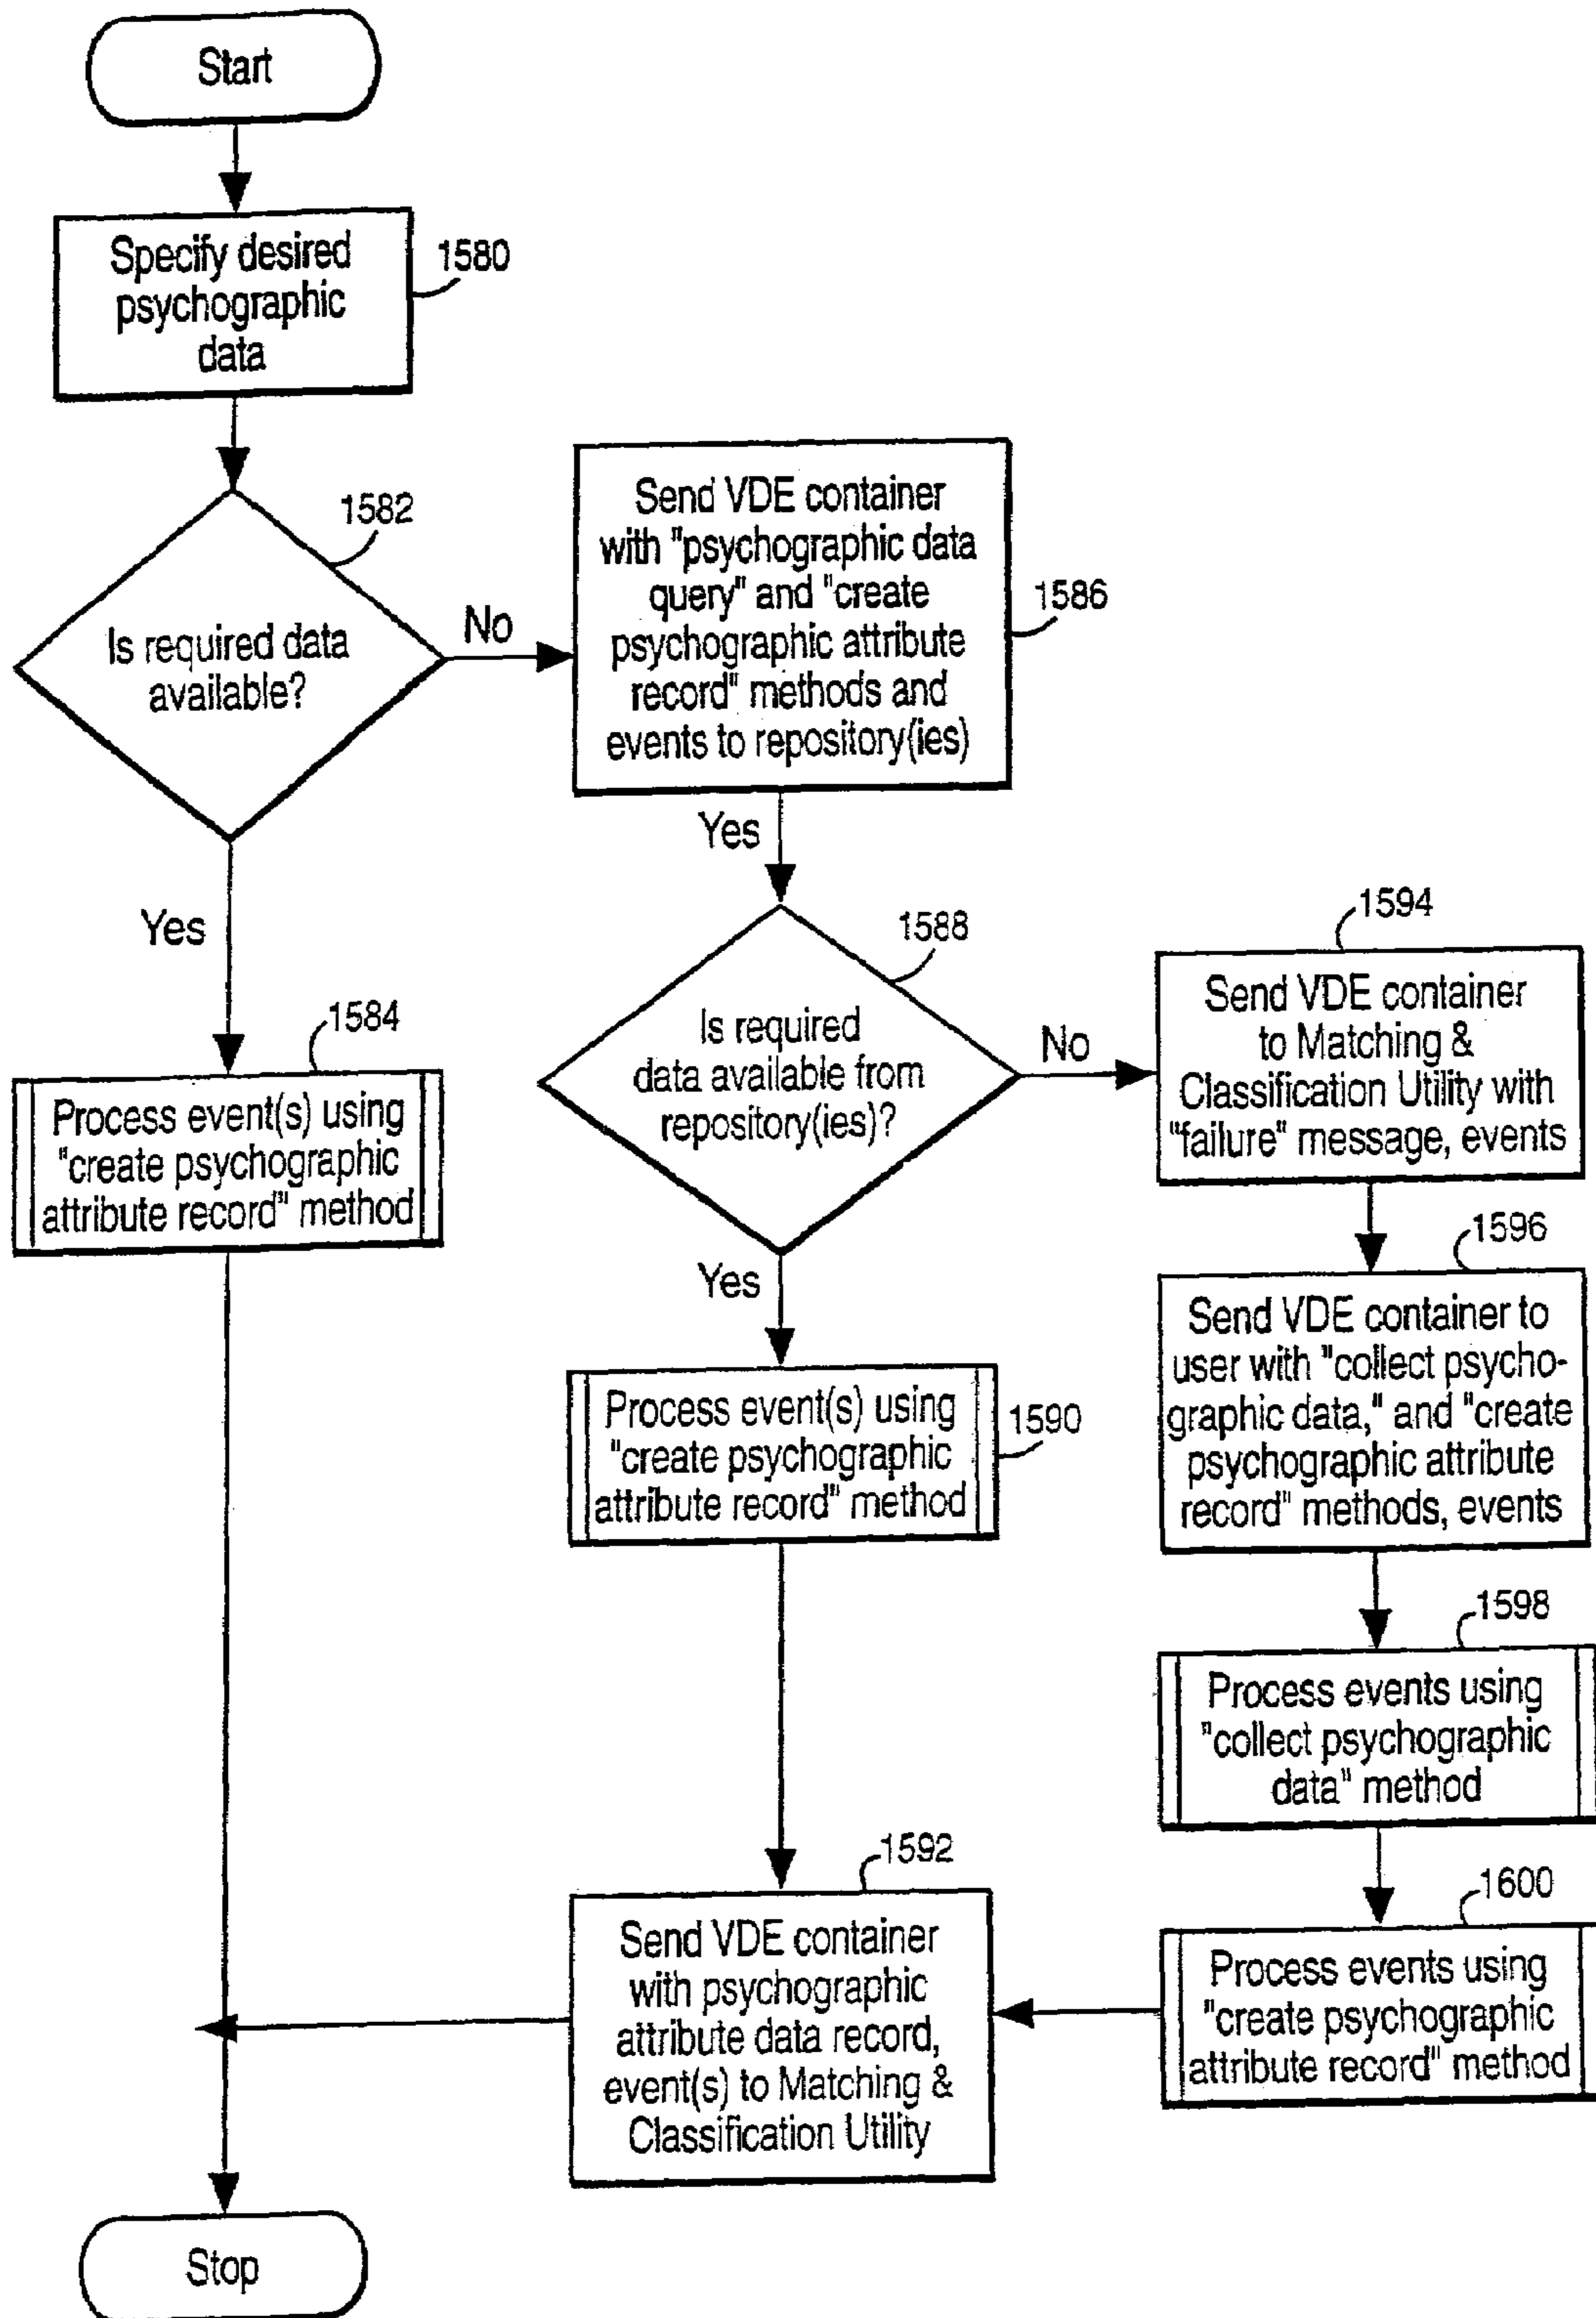 Start
Specify desired
psychographic
data
1580
1582
Is required data
available?
No
Send VDE container
with "psychographic data
query" and "create
psychographic attribute
record" methods and
events to repository(ies)
1586
Yes
Yes
1584
Process event(s) using
"create psychographic
attribute record" method
1588
Is required
data available from
repository(ies)?
No
1594
Send VDE container
to Matching &
Classification Utility with
"failure" message, events
Yes
Process event(s) using
"create psychographic
attribute record" method
1590
1596
Send VDE container to
user with "collect psycho-
graphic data," and "create
psychographic attribute
record" methods, events
1598
Process events using
"collect psychographic
data" method
1592
Send VDE container
with psychographic
attribute data record,
event(s) to Matching &
Classification Utility
1600
Process events using
"create psychographic
attribute record" method
Stop